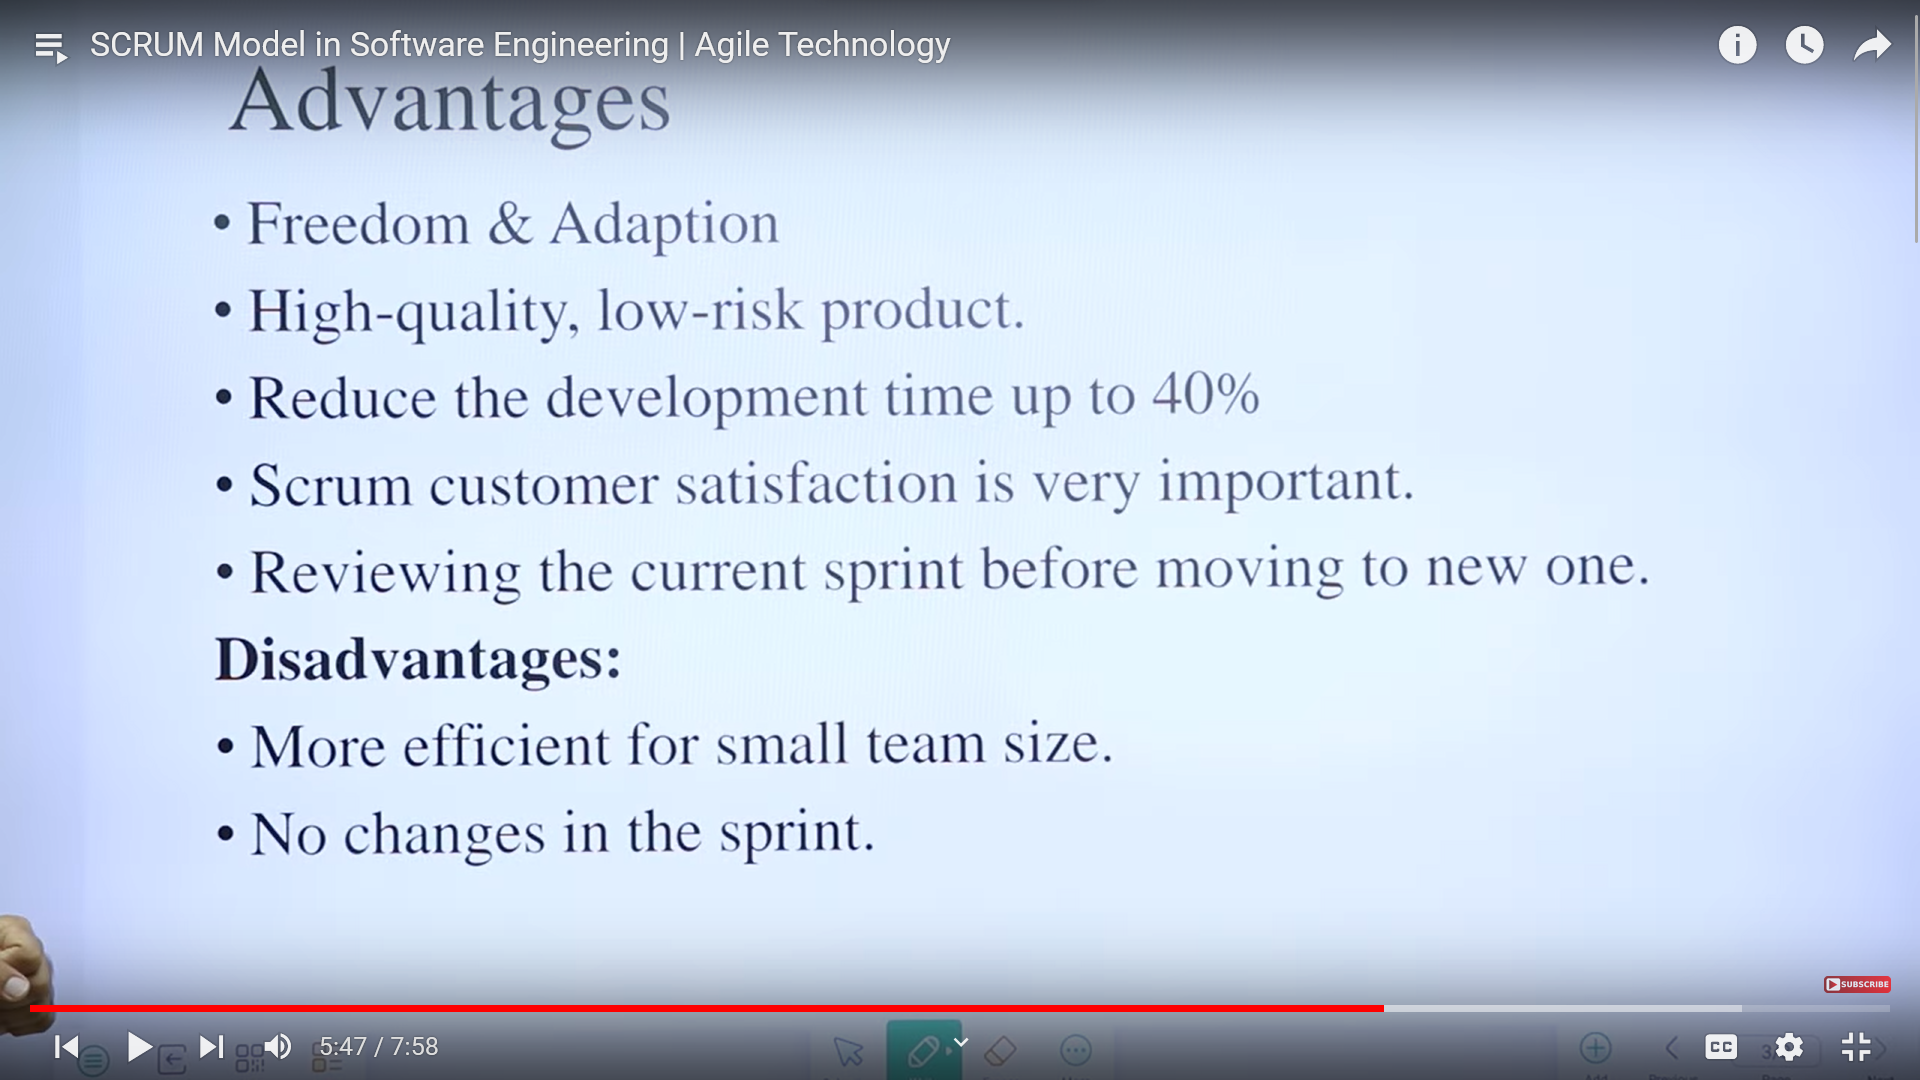 SCRUM Model in Software Engineering | Agile Technology
Advantages
• Freedom & Adaption
• High-quality, low-risk product.
• Reduce the development time up to 40%
• Scrum customer satisfaction is very important.
• Reviewing the current sprint before moving to new one.
Disadvantages:
• More efficient for small team size.
• No changes in the sprint.
SUBSCRIBE
5:47 / 7:58
CC